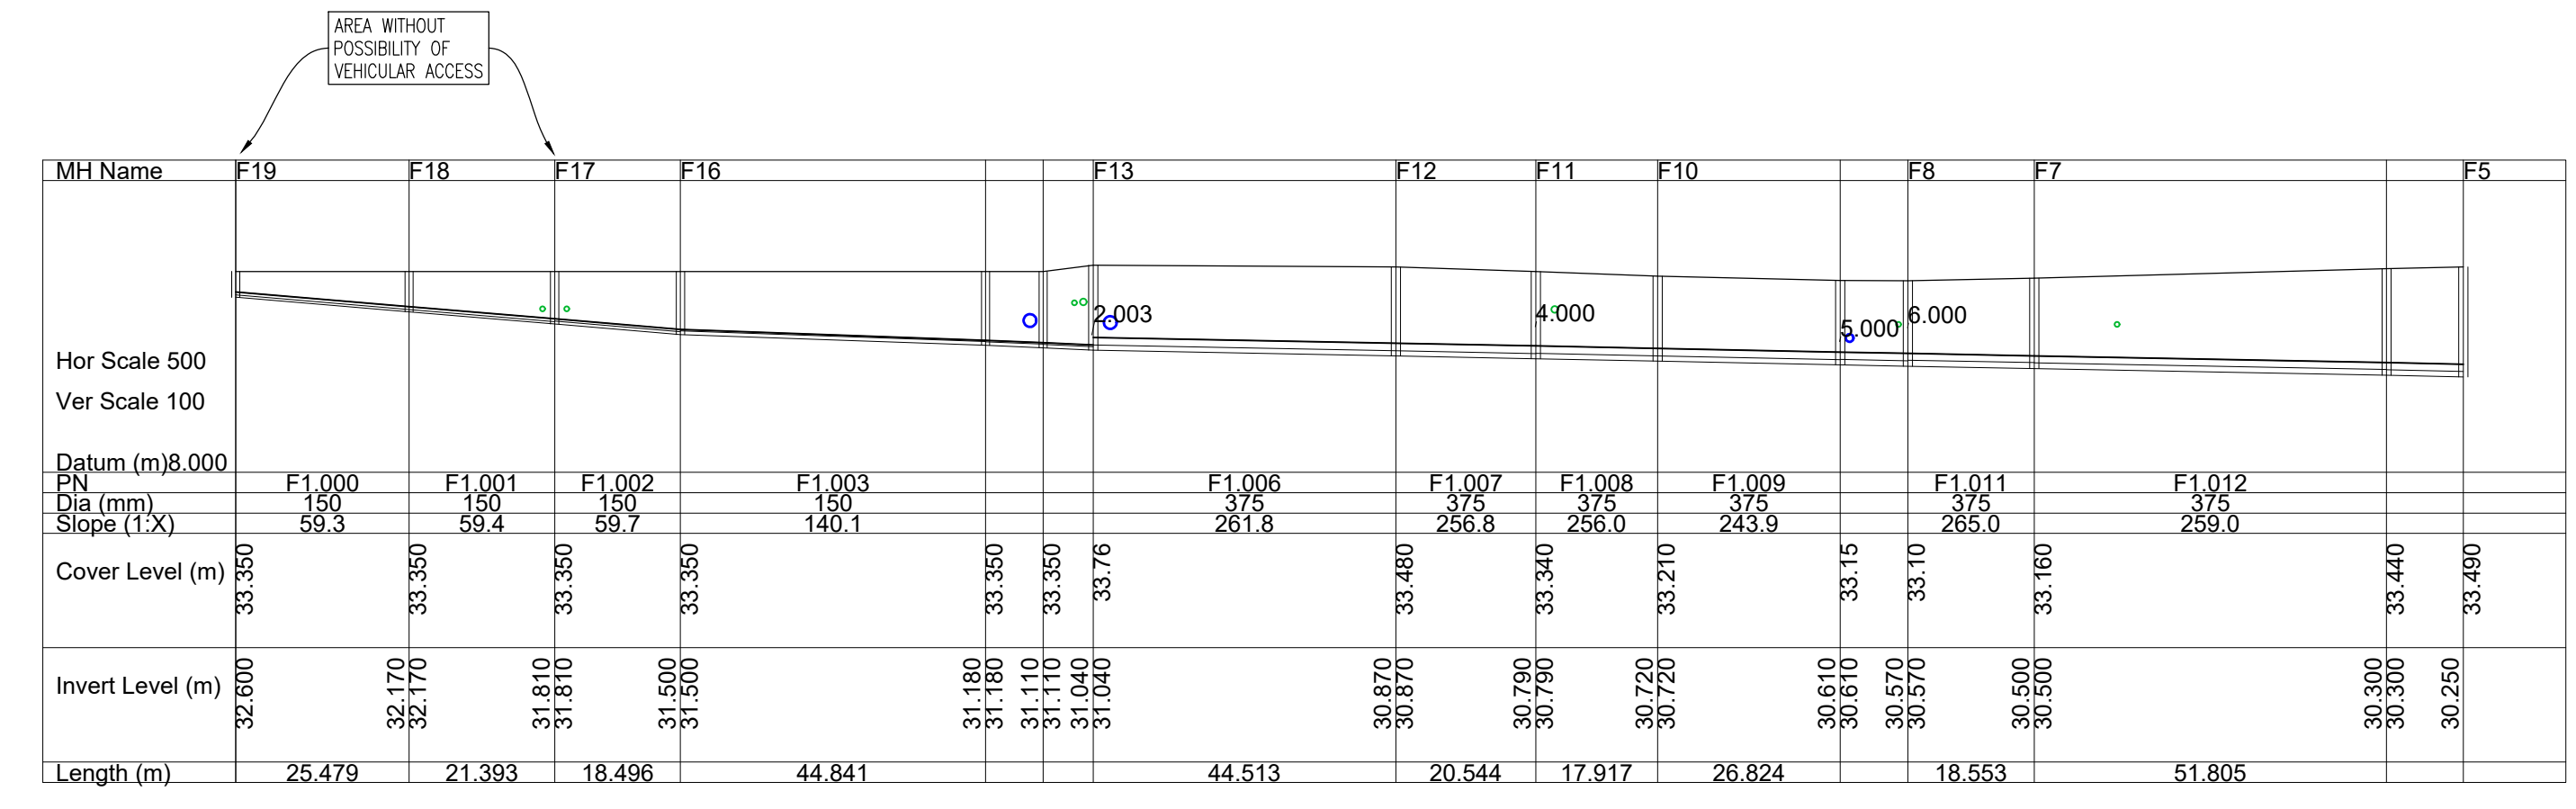 AREA WITHOUT
POSSIBILITY OF
VEHICULAR ACCESS
MH Name F19 F18 F17 F16 F13 F12 F11 F10 F8 F7 F5
2.003 4.000 5.000 6.000
Hor Scale 500
Ver Scale 100
Datum (m)8.000
PN F1.000 F1.001 F1.002 F1.003 F1.006 F1.007 F1.008 F1.009 F1.011 F1.012
Dia (mm) 150 150 150 150 375 375 375 375 375 375
Slope (1:X) 59.3 59.4 59.7 140.1 261.8 256.8 256.0 243.9 265.0 259.0
Cover Level (m) 33.350 33.350 33.350 33.350 33.350 33.350 33.76 33.480 33.340 33.210 33.15 33.10 33.160 33.440 33.490
Invert Level (m) 32.600 32.170 32.170 31.810 31.810 31.500 31.500 31.180 31.180 31.110 31.110 31.040 31.040 30.870 30.870 30.790 30.790 30.720 30.720 30.610 30.610 30.570 30.570 30.500 30.500 30.300 30.300 30.250
Length (m) 25.479 21.393 18.496 44.841 44.513 20.544 17.917 26.824 18.553 51.805